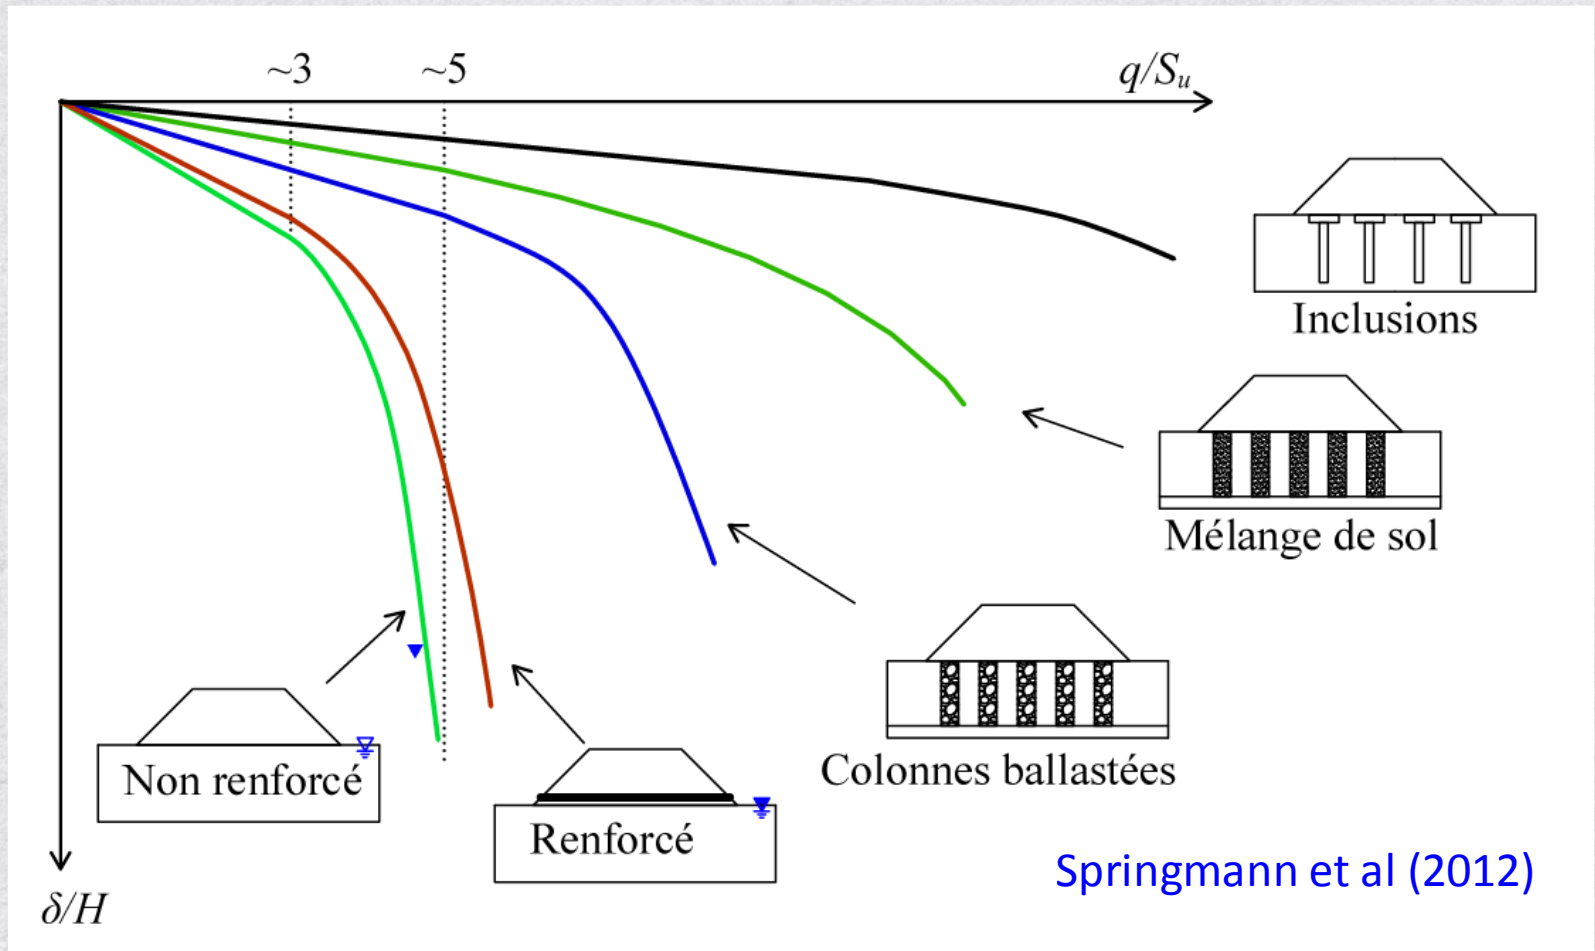 ~3
~5
q/Su
Inclusions
Mélange de sol
Colonnes ballastées
Non renforcé
Renforcé
Springmann et al (2012)
δ/H